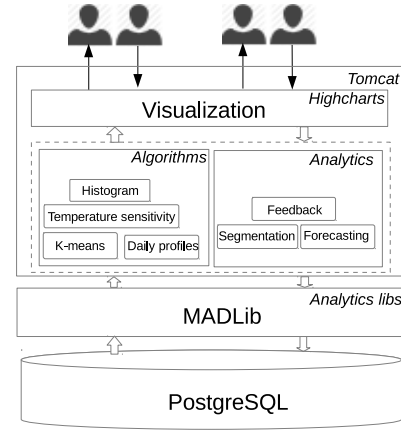 Tomcat
Highcharts
Visualization
Algorithms
Analytics
Histogram
Temperature sensitivity
K-means
Daily profiles
Feedback
Segmentation
Forecasting
Analytics libs
MADLib
PostgreSQL